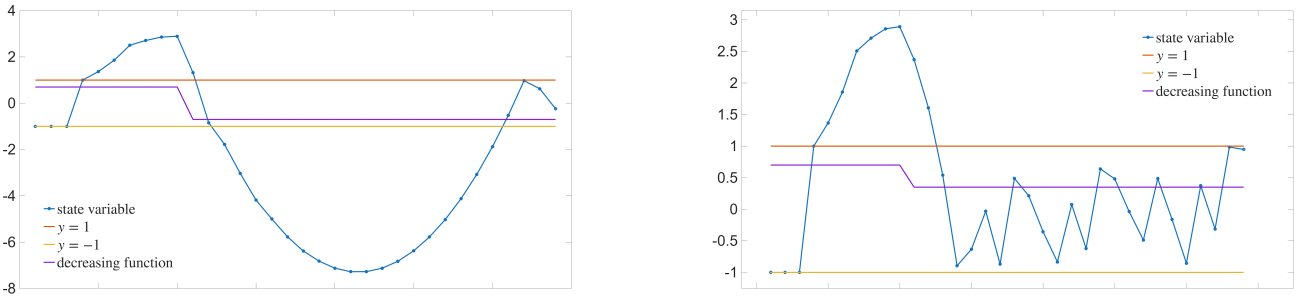 4
2
0
-2
-4
-6
-8
state variable
y = 1
y = −1
decreasing function
3
2.5
2
1.5
1
0.5
0
-0.5
-1
state variable
y = 1
y = −1
decreasing function